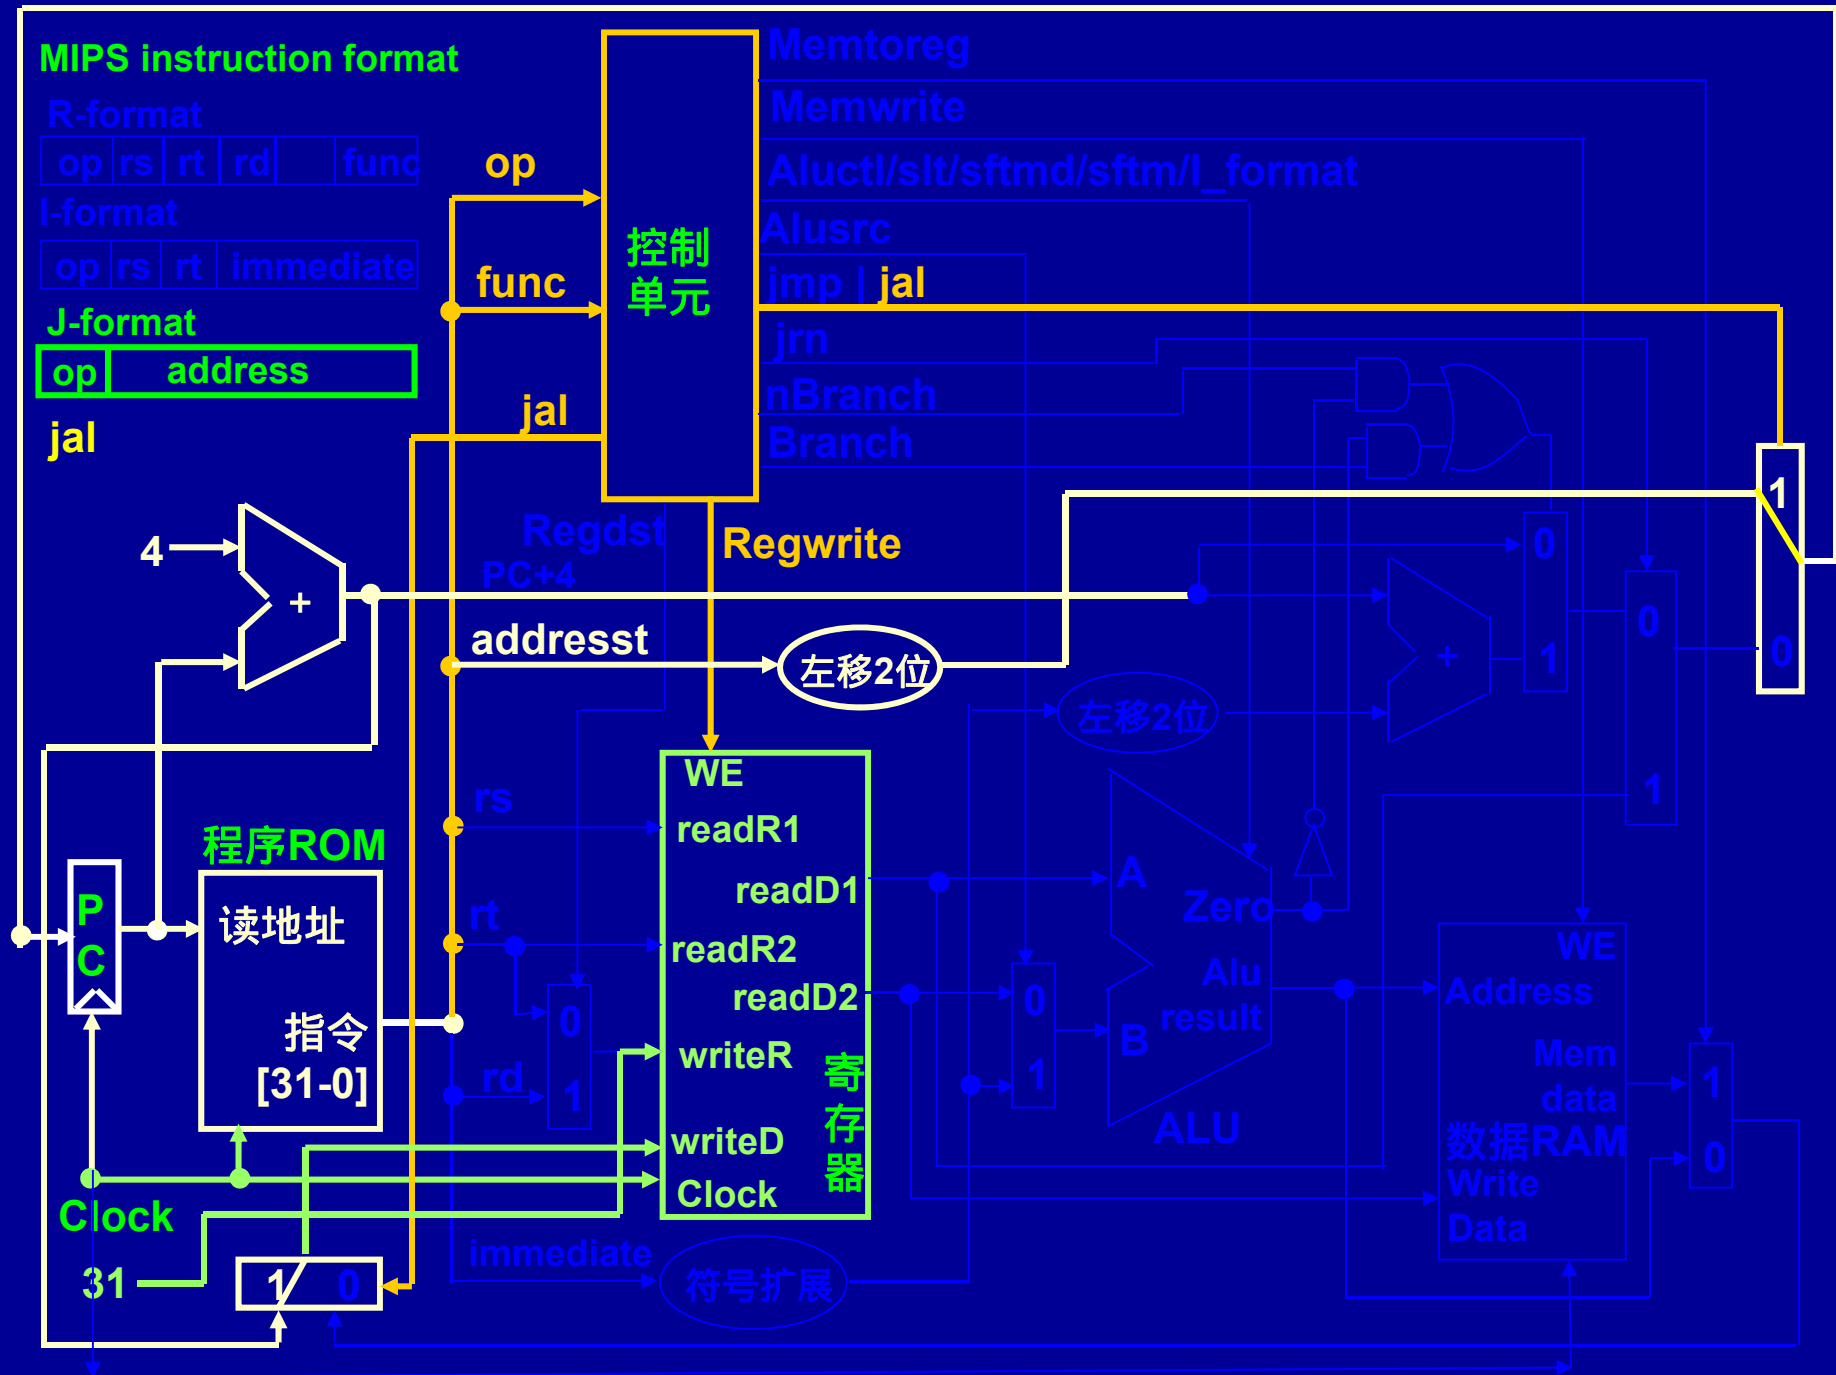 MIPS instruction format
R-format
op rs rt rd func
I-format
op rs rt immediate
J-format
op address
jal
op
func
jal
控制
单元
Memtoreg
Memwrite
Aluctl/slt/sftmd/sftm/I_format
Alusrc
jmp | jal
jrn
nBranch
Branch
Regdst
Regwrite
PC+4
4
+
addresst
左移2位
左移2位
+
0
1
0
1
1
0
程序ROM
读地址
指令
[31-0]
P
C
Clock
31
1 0
rs
rt
rd
0
1
immediate
符号扩展
WE
readR1
readD1
readR2
readD2
writeR
writeD
Clock
寄
存
器
0
1
A
B
Zero
Alu
result
ALU
WE
Address
Mem
data
数据RAM
Write
Data
1
0